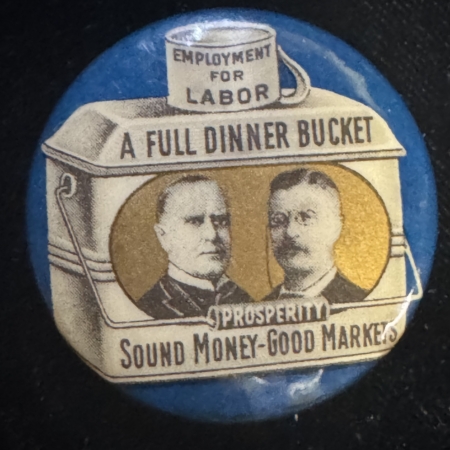 EMPLOYMENT
FOR
LABOR
A FULL DINNER BUCKET
PROSPERITY
SOUND MONEY-GOOD MARKETS